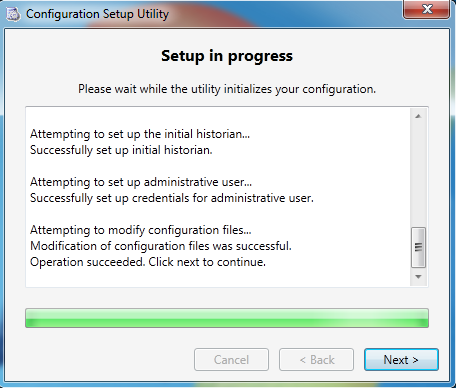 Configuration Setup Utility
Setup in progress
Please wait while the utility initializes your configuration.
Attempting to set up the initial historian...
Successfully set up initial historian.
Attempting to set up administrative user...
Successfully set up credentials for administrative user.
Attempting to modify configuration files...
Modification of configuration files was successful.
Operation succeeded. Click next to continue.
Cancel
< Back
Next >